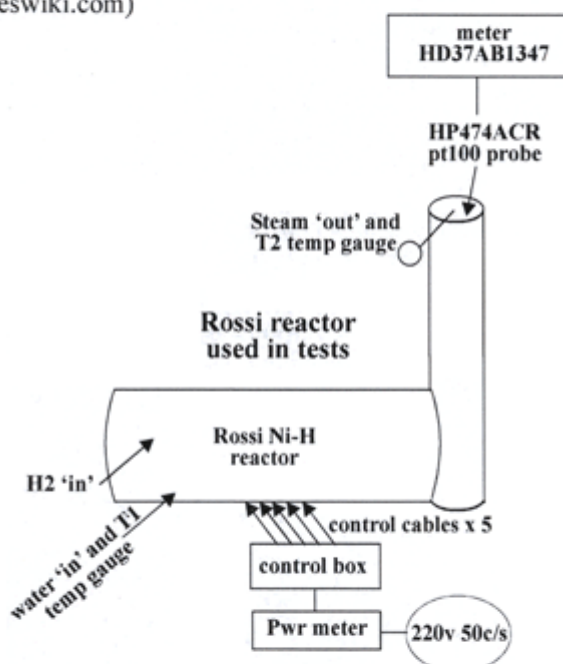 eswiki.com)
meter
HD37AB1347
HP474ACR
pt100 probe
Steam 'out' and
T2 temp gauge
Rossi reactor
used in tests
Rossi Ni-H
reactor
H2 'in'
water 'in' and T1
temp gauge
control cables x 5
control box
Pwr meter
220v 50c/s